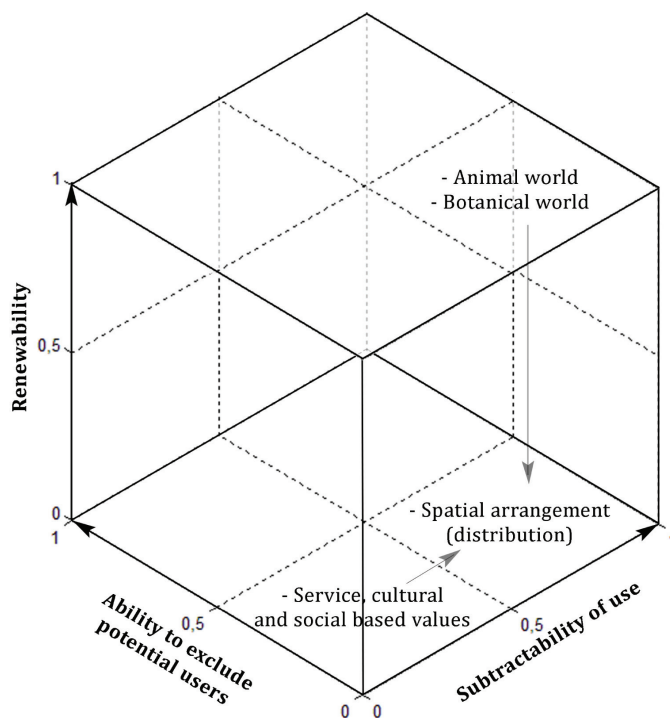 - Animal world
- Botanical world
1
Renewability
0,5
0
1
- Spatial arrangement
(distribution)
- Service, cultural
and social based values
Ability to exclude
potential users
0,5
0,5
Subtractability of use
0
0